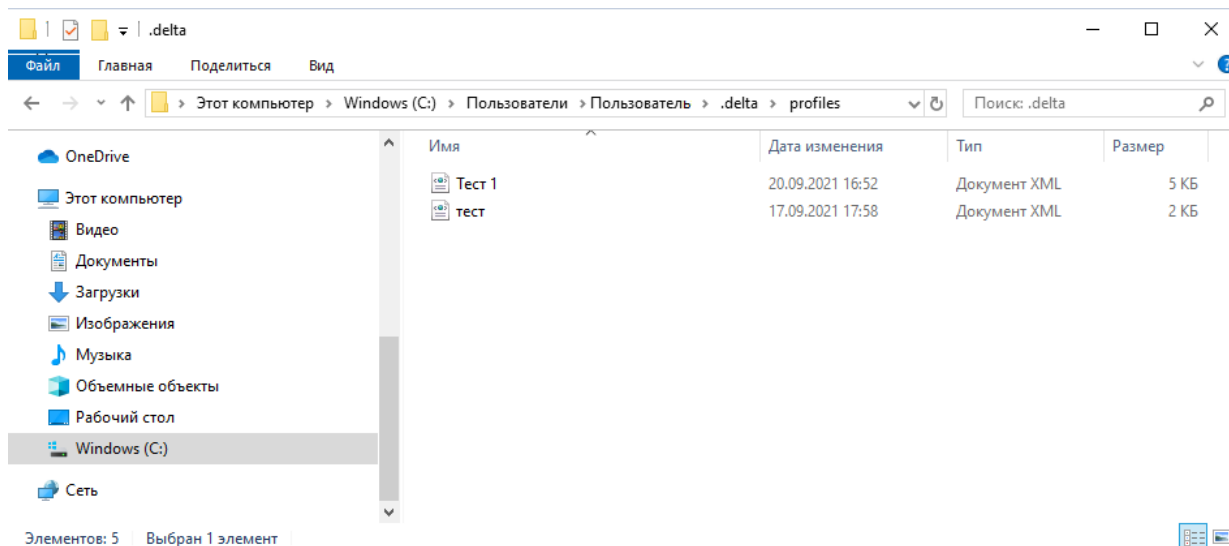 .delta
Файл Главная Поделиться Вид
Этот компьютер > Windows (C:) > Пользователи > Пользователь > .delta > profiles Поиск: .delta
Имя Дата изменения Тип Размер
OneDrive
Этот компьютер
Видео
Документы
Загрузки
Изображения
Музыка
Объемные объекты
Рабочий стол
Windows (C:)
Сеть
Тест 1 20.09.2021 16:52 Документ XML 5 КБ
тест 17.09.2021 17:58 Документ XML 2 КБ
Элементов: 5 Выбран 1 элемент